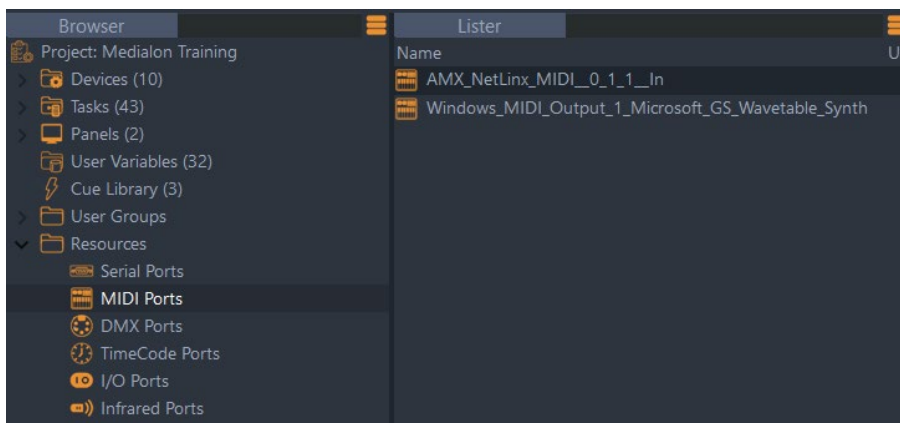 Browser
Project: Medialon Training
Devices (10)
Tasks (43)
Panels (2)
User Variables (32)
Cue Library (3)
User Groups
Resources
Serial Ports
MIDI Ports
DMX Ports
TimeCode Ports
I/O Ports
Infrared Ports
Lister
Name U
AMX_NetLinx_MIDI__0_1_1__In
Windows_MIDI_Output_1_Microsoft_GS_Wavetable_Synth